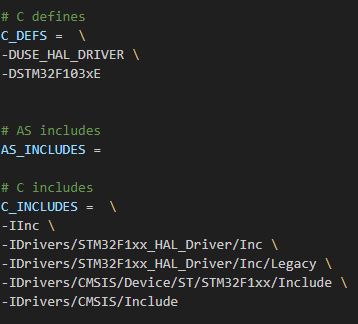 # C defines
C_DEFS =  \
-DUSE_HAL_DRIVER \
-DSTM32F103xE
# AS includes
AS_INCLUDES =
# C includes
C_INCLUDES =  \
-IInc \
-IDrivers/STM32F1xx_HAL_Driver/Inc \
-IDrivers/STM32F1xx_HAL_Driver/Inc/Legacy \
-IDrivers/CMSIS/Device/ST/STM32F1xx/Include \
-IDrivers/CMSIS/Include